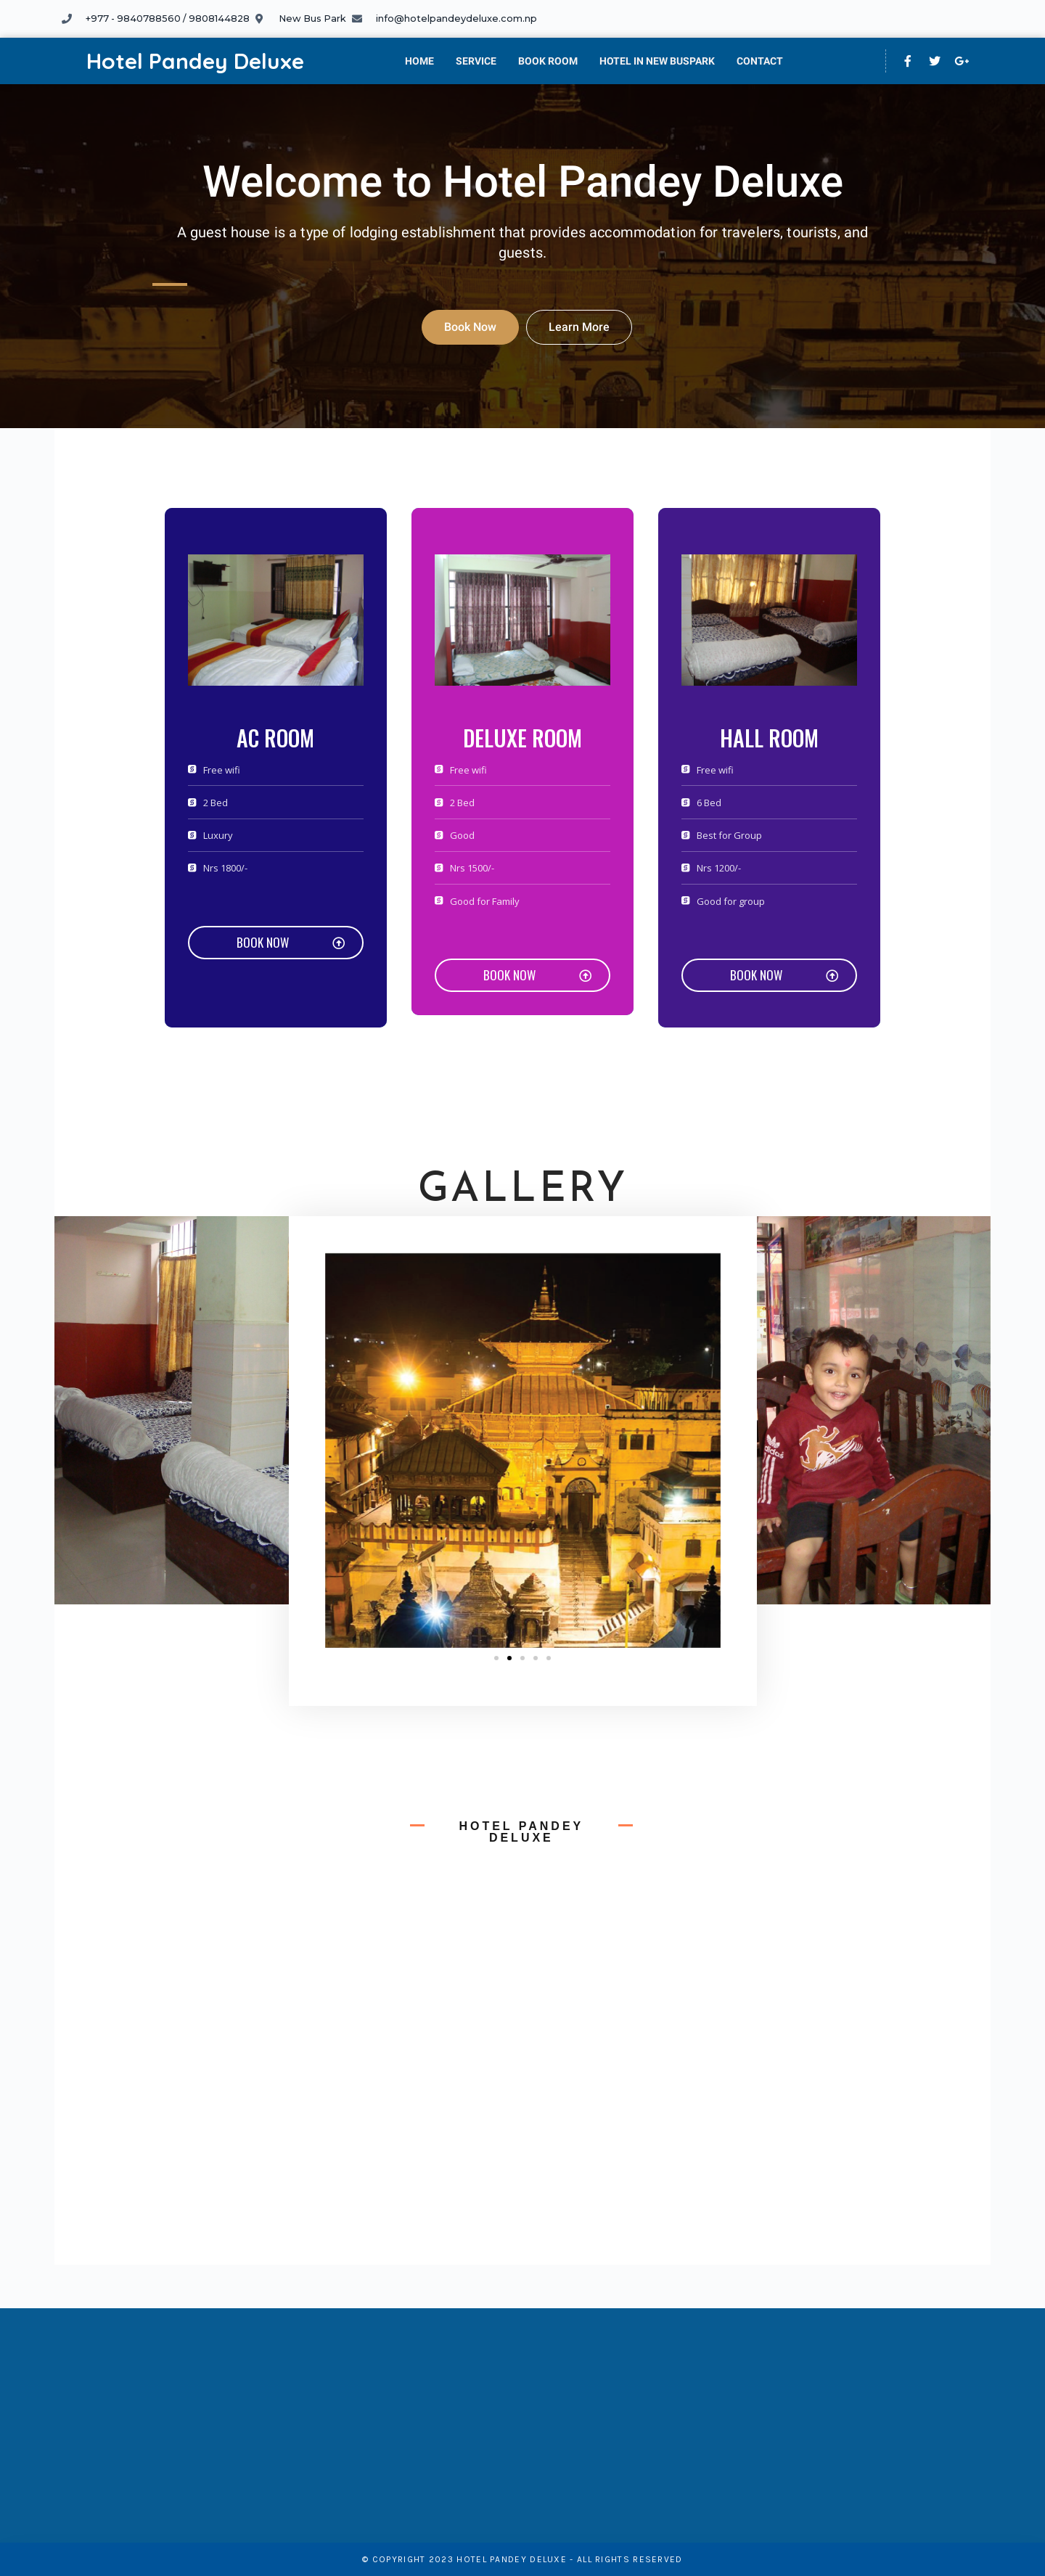 +977 - 9840788560 / 9808144828 New Bus Park info@hotelpandeydeluxe.com.np
Hotel Pandey Deluxe
HOME SERVICE BOOK ROOM HOTEL IN NEW BUSPARK CONTACT
Welcome to Hotel Pandey Deluxe
A guest house is a type of lodging establishment that provides accommodation for travelers, tourists, and
guests.
Book Now Learn More
AC ROOM
Free wifi
2 Bed
Luxury
Nrs 1800/-
BOOK NOW
DELUXE ROOM
Free wifi
2 Bed
Good
Nrs 1500/-
Good for Family
BOOK NOW
HALL ROOM
Free wifi
6 Bed
Best for Group
Nrs 1200/-
Good for group
BOOK NOW
GALLERY
adidas
HOTEL PANDEY
DELUXE
© COPYRIGHT 2023 HOTEL PANDEY DELUXE - ALL RIGHTS RESERVED